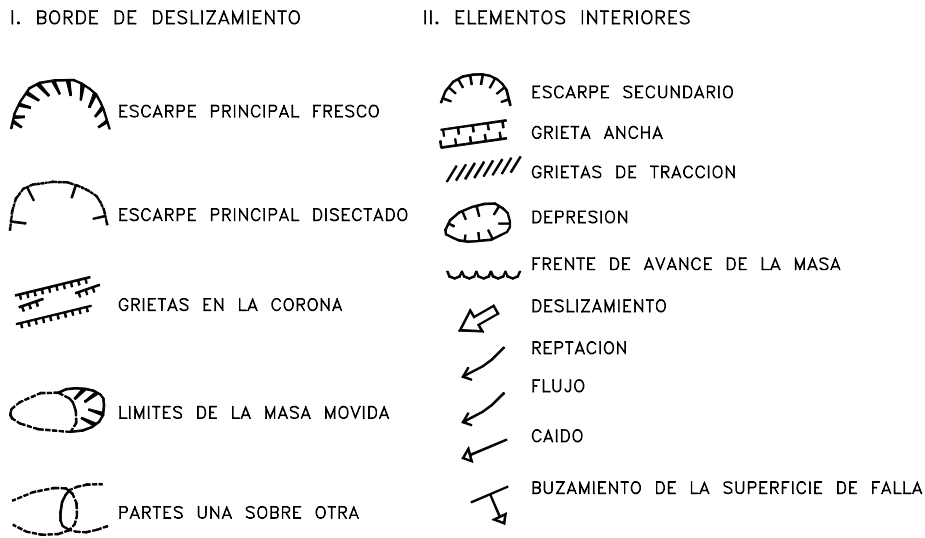 I. BORDE DE DESLIZAMIENTO
ESCARPE PRINCIPAL FRESCO
ESCARPE PRINCIPAL DISECTADO
GRIETAS EN LA CORONA
LIMITES DE LA MASA MOVIDA
PARTES UNA SOBRE OTRA
II. ELEMENTOS INTERIORES
ESCARPE SECUNDARIO
GRIETA ANCHA
GRIETAS DE TRACCION
DEPRESION
FRENTE DE AVANCE DE LA MASA
DESLIZAMIENTO
REPTACION
FLUJO
CAIDO
BUZAMIENTO DE LA SUPERFICIE DE FALLA